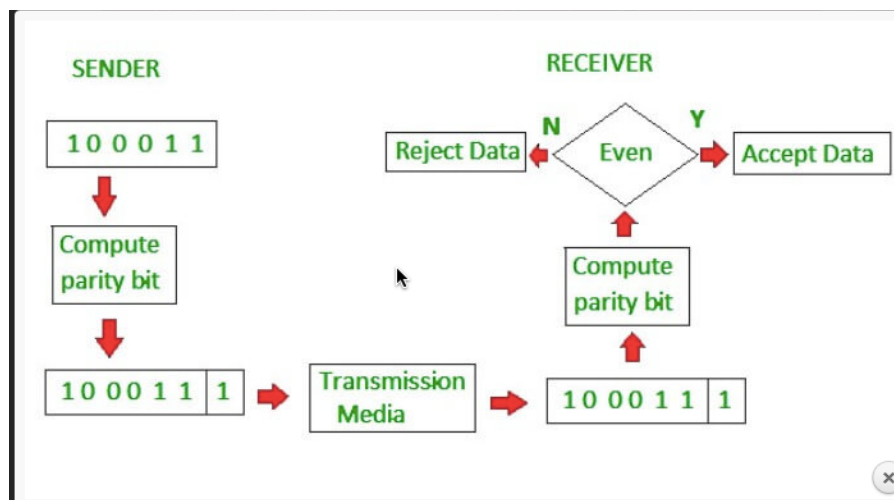 SENDER
1 0 0 0 1 1
Compute
parity bit
1 0 0 0 1 1 1
Transmission
Media
RECEIVER
Reject Data
N
Even
Y
Accept Data
Compute
parity bit
1 0 0 0 1 1 1